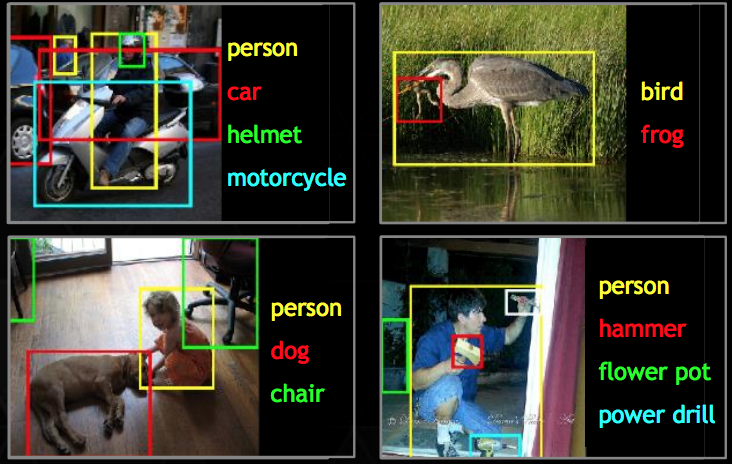 person
car
helmet
motorcycle
bird
frog
person
dog
chair
person
hammer
flower pot
power drill